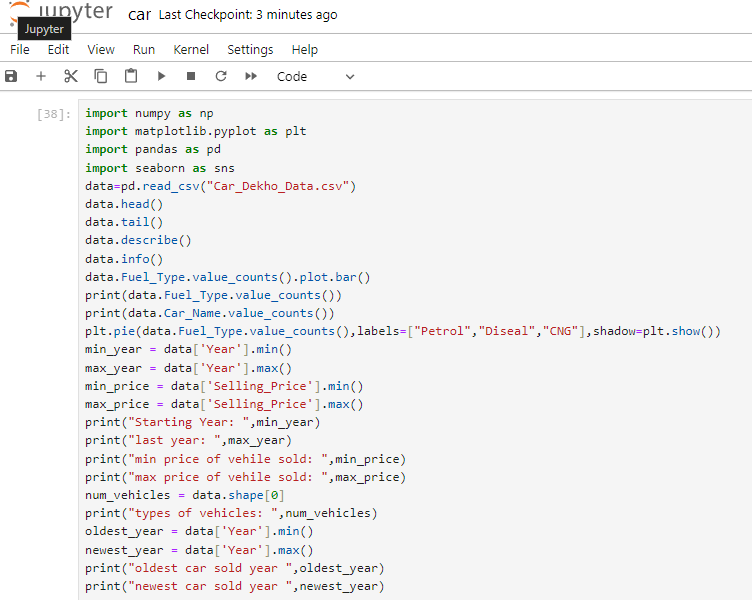 jupyter car Last Checkpoint: 3 minutes ago
Jupyter
File Edit View Run Kernel Settings Help
Code
[38]:
import numpy as np
import matplotlib.pyplot as plt
import pandas as pd
import seaborn as sns
data=pd.read_csv("Car_Dekho_Data.csv")
data.head()
data.tail()
data.describe()
data.info()
data.Fuel_Type.value_counts().plot.bar()
print(data.Fuel_Type.value_counts())
print(data.Car_Name.value_counts())
plt.pie(data.Fuel_Type.value_counts(),labels=["Petrol","Diseal","CNG"],shadow=plt.show())
min_year = data['Year'].min()
max_year = data['Year'].max()
min_price = data['Selling_Price'].min()
max_price = data['Selling_Price'].max()
print("Starting Year: ",min_year)
print("last year: ",max_year)
print("min price of vehile sold: ",min_price)
print("max price of vehile sold: ",max_price)
num_vehicles = data.shape[0]
print("types of vehicles: ",num_vehicles)
oldest_year = data['Year'].min()
newest_year = data['Year'].max()
print("oldest car sold year ",oldest_year)
print("newest car sold year ",newest_year)